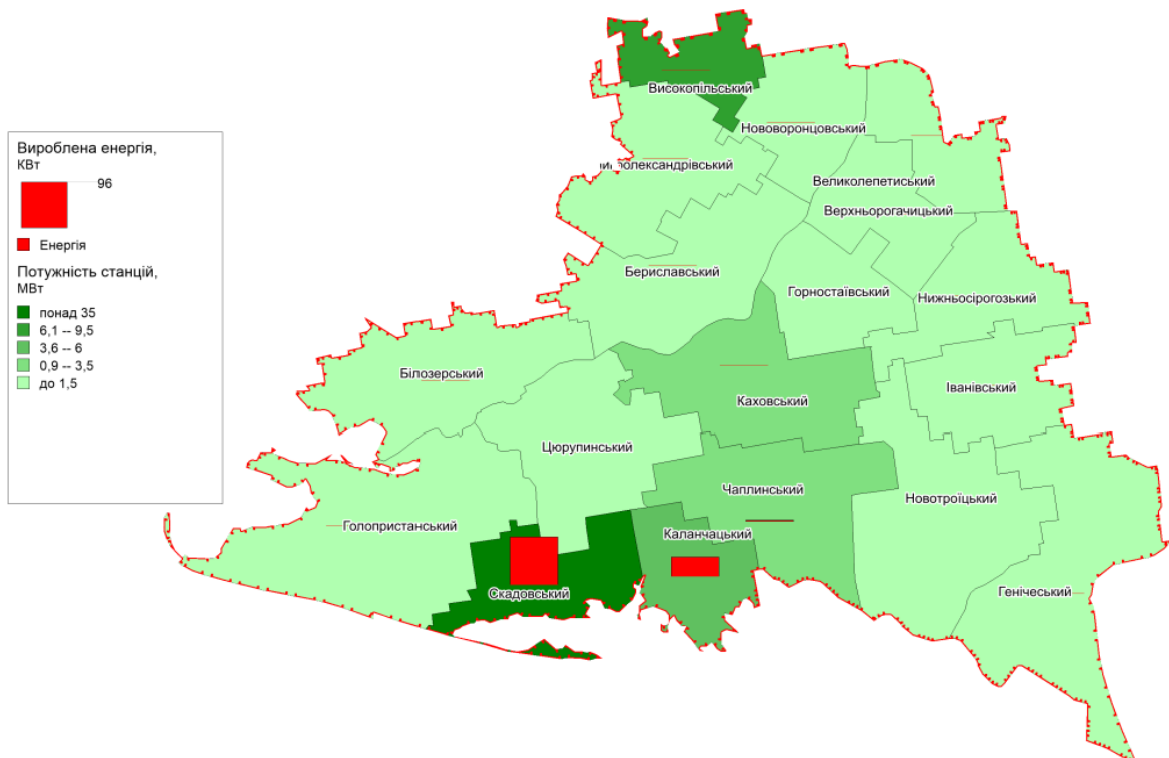 Вироблена енергія,
КВт
96
Енергія
Потужність станцій,
МВт
понад 35
6,1 -- 9,5
3,6 -- 6
0,9 -- 3,5
до 1,5
Високопільський
Нововоронцовський
Великолепетиський
Верхньорогачицький
Бериславський
Горностаївський
Нижньосірогозький
Білозерський
Іванівський
Каховський
Цюрупинський
Чаплинський
Новотроїцький
Голопристанський
Каланчацький
Скадовський
Генічеський